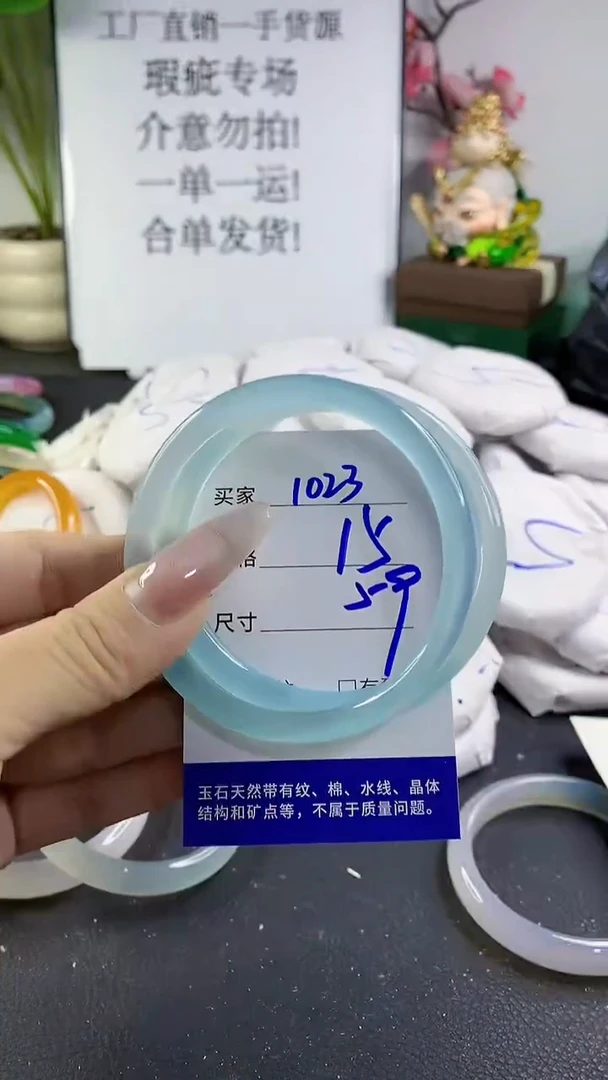 工厂直销一手货源
瑕疵专场
介意勿拍!
一单一运!
合单发货!
买家 1023
格 15
尺寸 59
玉石天然带有纹、棉、水线、晶体
结构和矿点等，不属于质量问题。